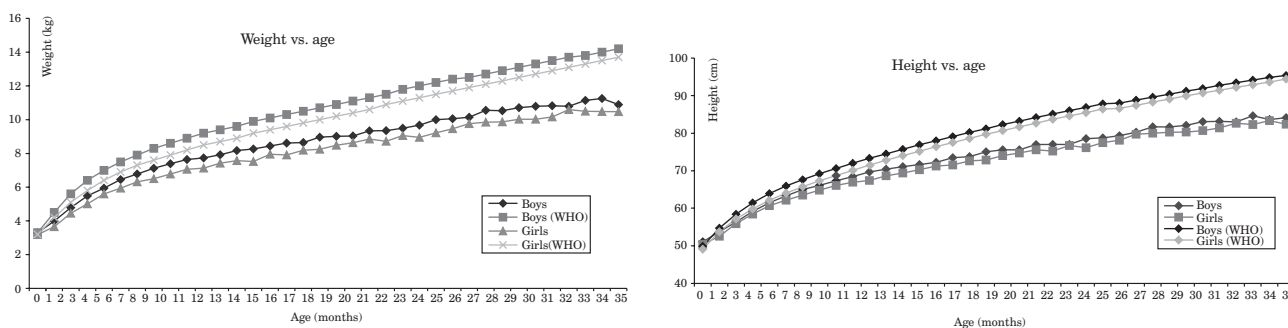 Weight vs. age
Weight (kg)
16
14
12
10
8
6
4
2
0
0 1 2 3 4 5 6 7 8 9 10 11 12 13 14 15 16 17 18 19 20 21 22 23 24 25 26 27 28 29 30 31 32 33 34 35
Age (months)
Boys
Boys (WHO)
Girls
Girls(WHO)
Height vs. age
Height (cm)
100
90
80
70
60
50
40
0 1 2 3 4 5 6 7 8 9 10 11 12 13 14 15 16 17 18 19 20 21 22 23 24 25 26 27 28 29 30 31 32 33 34 35
Age (months)
Boys
Girls
Boys (WHO)
Girls (WHO)